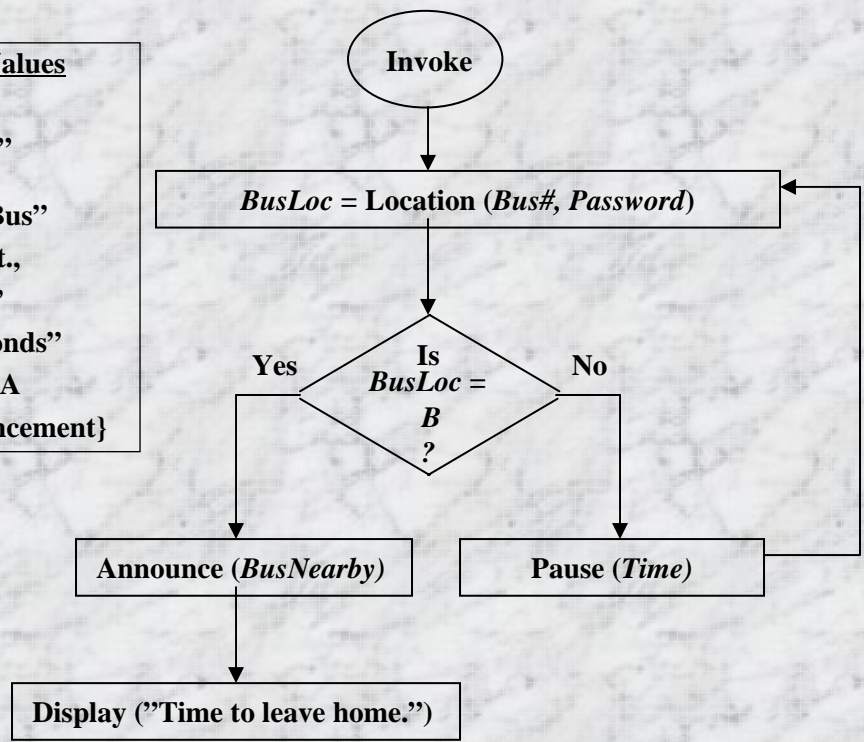 Values
”
Bus”
t.,
”
onds”
A
ncement}
Invoke
BusLoc = Location (Bus#, Password)
Yes
Is
BusLoc =
B
?
No
Announce (BusNearby)
Pause (Time)
Display (”Time to leave home.”)